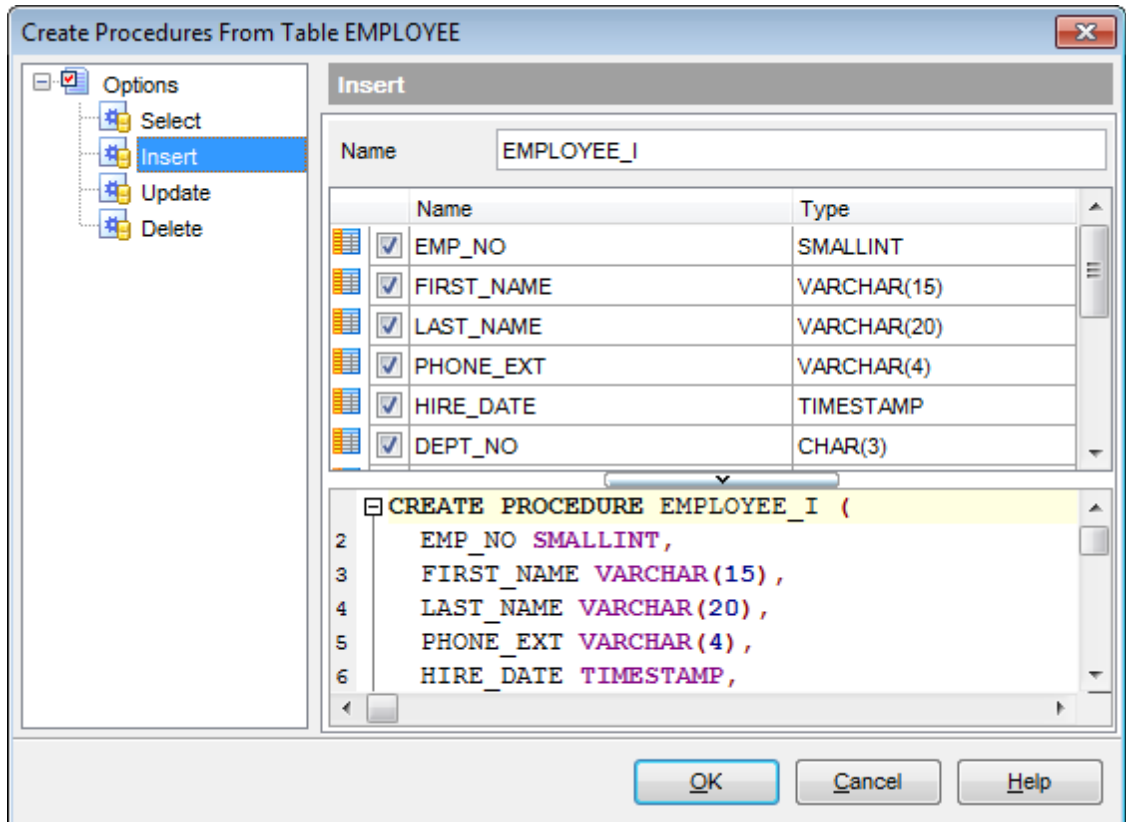 Create Procedures From Table EMPLOYEE
Options
Select
Insert
Update
Delete
Insert
Name EMPLOYEE_I
Name Type
EMP_NO SMALLINT
FIRST_NAME VARCHAR(15)
LAST_NAME VARCHAR(20)
PHONE_EXT VARCHAR(4)
HIRE_DATE TIMESTAMP
DEPT_NO CHAR(3)
CREATE PROCEDURE EMPLOYEE_I (
2 EMP_NO SMALLINT,
3 FIRST_NAME VARCHAR(15),
4 LAST_NAME VARCHAR(20),
5 PHONE_EXT VARCHAR(4),
6 HIRE_DATE TIMESTAMP,
OK Cancel Help